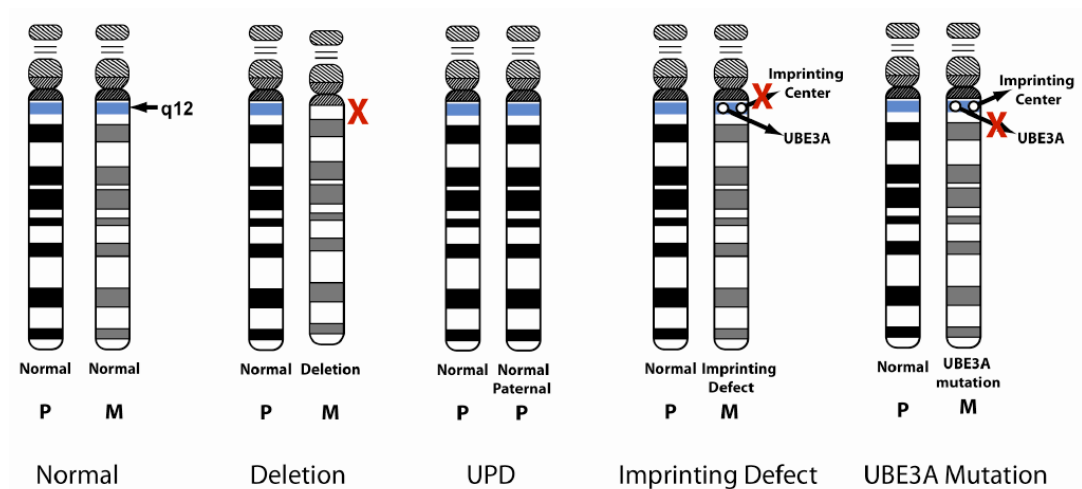 q12
X
X
Imprinting
Center
UBE3A
Imprinting
Center
X
UBE3A
Normal
Normal
Normal
Deletion
Normal
Normal
Paternal
Normal
Imprinting
Defect
Normal
UBE3A
mutation
P
M
P
M
P
P
P
M
P
M
Normal
Deletion
UPD
Imprinting Defect
UBE3A Mutation